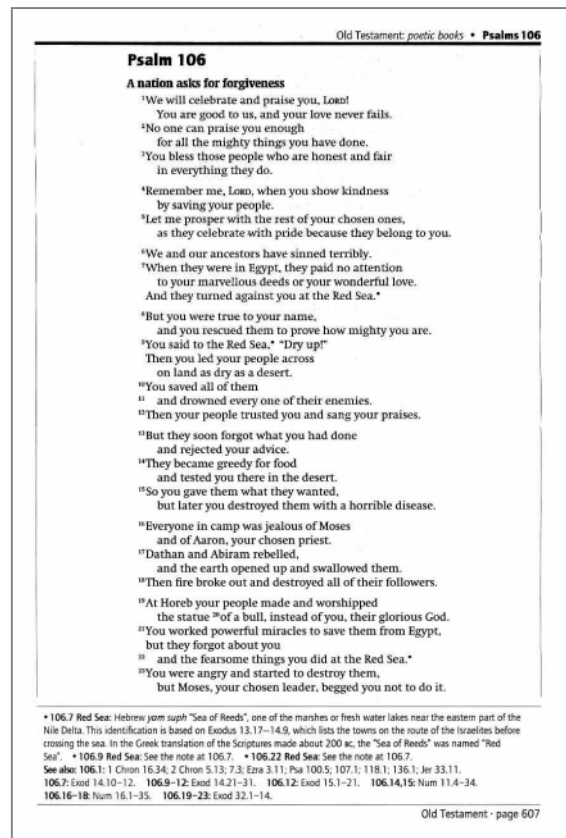 Old Testament: poetic books • Psalms 106
Psalm 106
A nation asks for forgiveness
¹We will celebrate and praise you, LORD!
You are good to us, and your love never fails.
²No one can praise you enough
for all the mighty things you have done.
³You bless those people who are honest and fair
in everything they do.
⁴Remember me, LORD, when you show kindness
by saving your people.
⁵Let me prosper with the rest of your chosen ones,
as they celebrate with pride because they belong to you.
⁶We and our ancestors have sinned terribly.
⁷When they were in Egypt, they paid no attention
to your marvellous deeds or your wonderful love.
And they turned against you at the Red Sea.*
⁸But you were true to your name,
and you rescued them to prove how mighty you are.
⁹You said to the Red Sea,* “Dry up!”
Then you led your people across
on land as dry as a desert.
¹⁰You saved all of them
¹¹ and drowned every one of their enemies.
¹²Then your people trusted you and sang your praises.
¹³But they soon forgot what you had done
and rejected your advice.
¹⁴They became greedy for food
and tested you there in the desert.
¹⁵So you gave them what they wanted,
but later you destroyed them with a horrible disease.
¹⁶Everyone in camp was jealous of Moses
and of Aaron, your chosen priest.
¹⁷Dathan and Abiram rebelled,
and the earth opened up and swallowed them.
¹⁸Then fire broke out and destroyed all of their followers.
¹⁹At Horeb your people made and worshipped
the statue ²⁰of a bull, instead of you, their glorious God.
²¹You worked powerful miracles to save them from Egypt,
but they forgot about you
²² and the fearsome things you did at the Red Sea.*
²³You were angry and started to destroy them,
but Moses, your chosen leader, begged you not to do it.
• 106.7 Red Sea: Hebrew yam suph “Sea of Reeds”, one of the marshes or fresh water lakes near the eastern part of the
Nile Delta. This identification is based on Exodus 13.17–14.9, which lists the towns on the route of the Israelites before
crossing the sea. In the Greek translation of the Scriptures made about 200 BC, the “Sea of Reeds” was named “Red
Sea”. • 106.9 Red Sea: See the note at 106.7. • 106.22 Red Sea: See the note at 106.7.
See also: 106.1: 1 Chron 16.34; 2 Chron 5.13; 7.3; Ezra 3.11; Psa 100.5; 107.1; 118.1; 136.1; Jer 33.11.
106.7: Exod 14.10–12. 106.9–12: Exod 14.21–31. 106.12: Exod 15.1–21. 106.14,15: Num 11.4–34.
106.16–18: Num 16.1–35. 106.19–23: Exod 32.1–14.
Old Testament · page 607